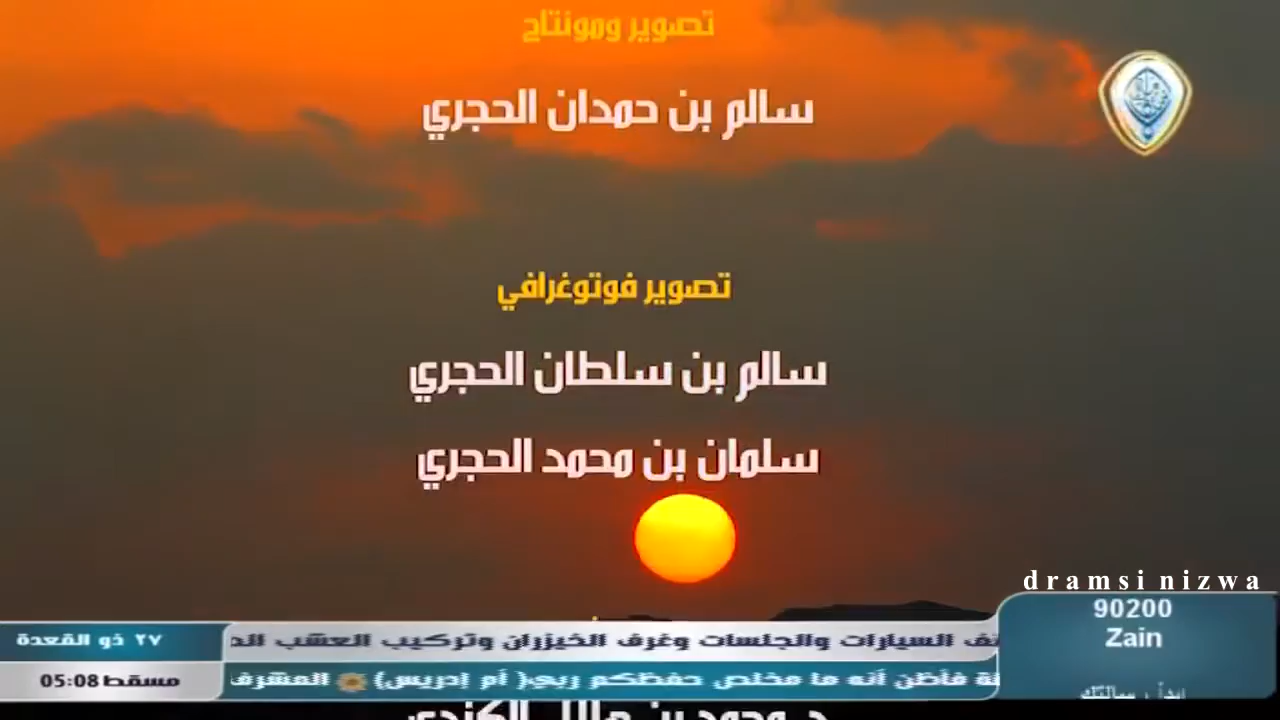 تصوير ومونتاج
سالم بن حمدان الحجري
تصوير فوتوغرافي
سالم بن سلطان الحجري
سلمان بن محمد الحجري
dramsi nizwa
90200
Zain
٢٧ ذو القعدة
السيارات والجلسات وغرف الخيزران وتركيب العشب
مسقط 05:08
فأظن أنه ما مخلص حفظكم ربي( أم إدريس) المشرف